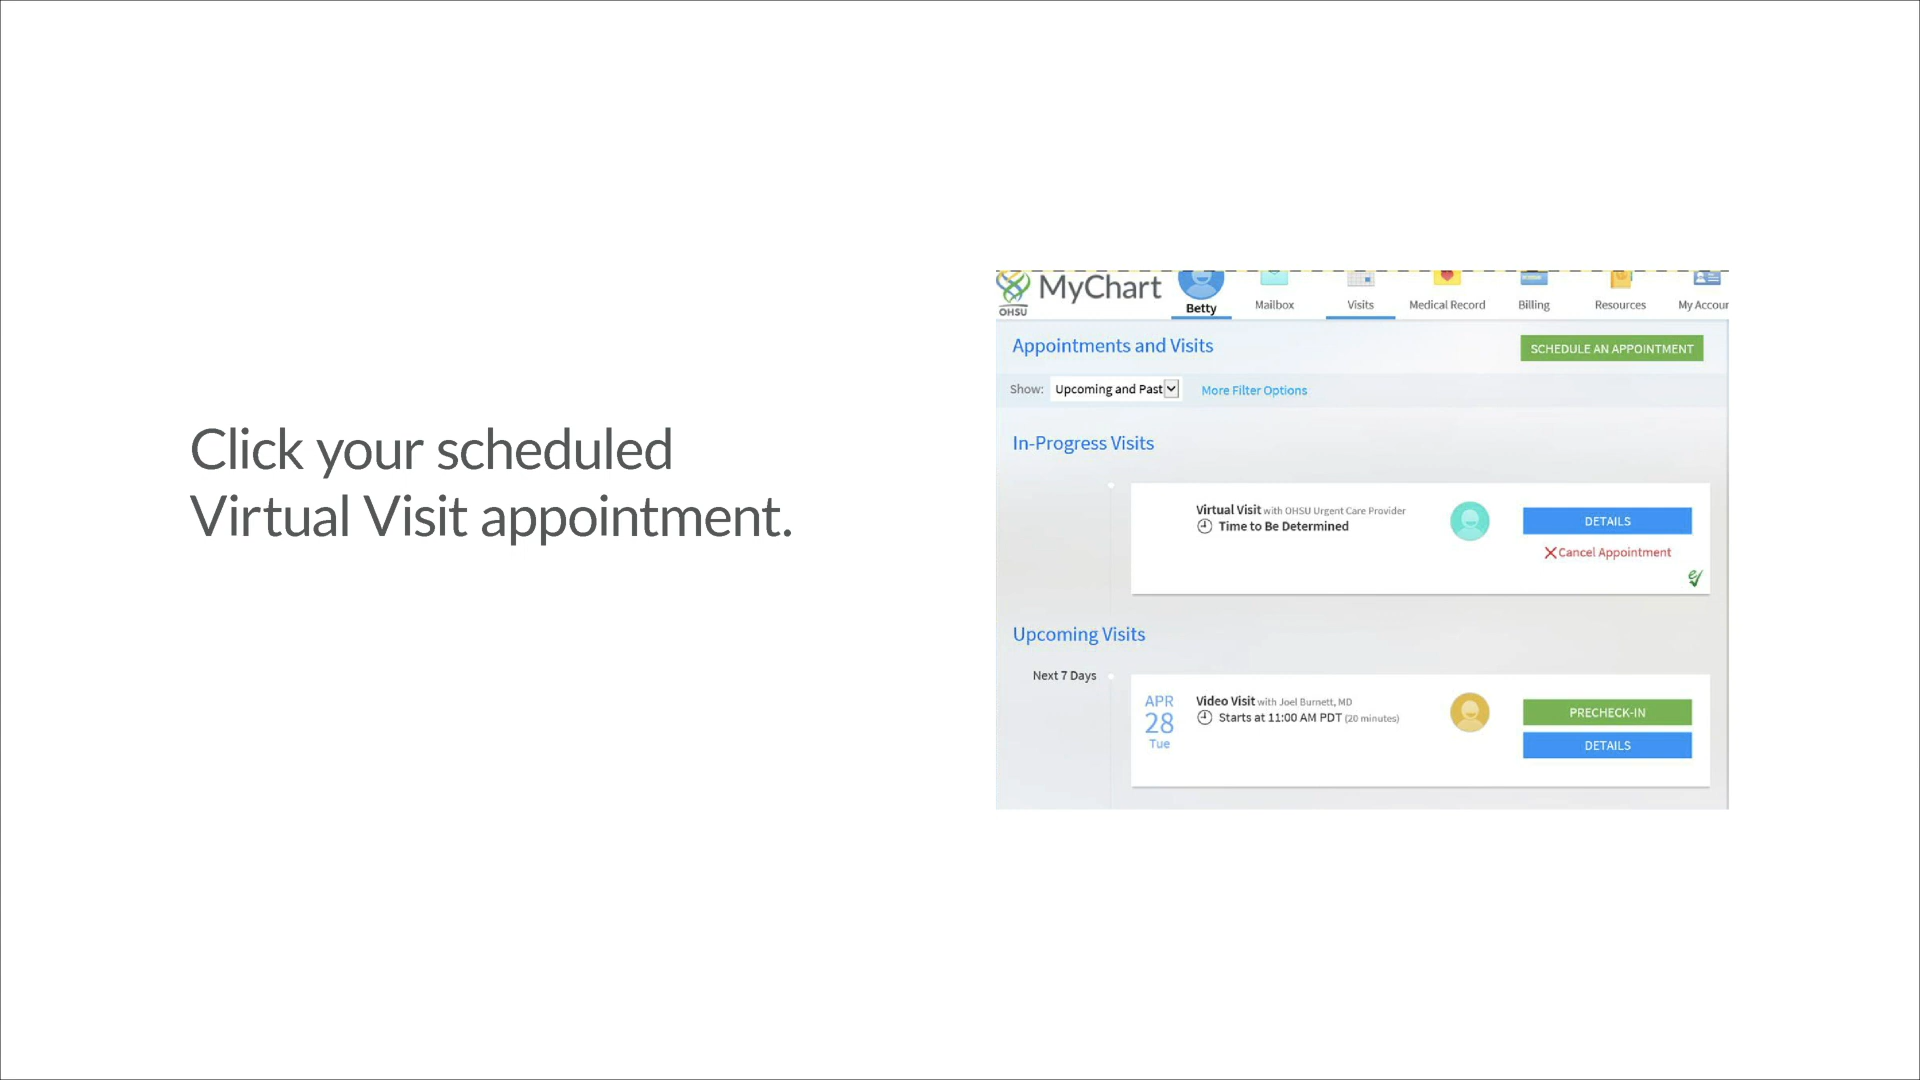 Click your scheduled
Virtual Visit appointment.
OHSU
MyChart
Betty
Mailbox
Visits
Medical Record
Billing
Resources
My Accour
Appointments and Visits
SCHEDULE AN APPOINTMENT
Show: Upcoming and Past
More Filter Options
In-Progress Visits
Virtual Visit with OHSU Urgent Care Provider
Time to Be Determined
DETAILS
Cancel Appointment
Upcoming Visits
Next 7 Days
APR
28
Tue
Video Visit with Joel Burnett, MD
Starts at 11:00 AM PDT (20 minutes)
PRECHECK-IN
DETAILS